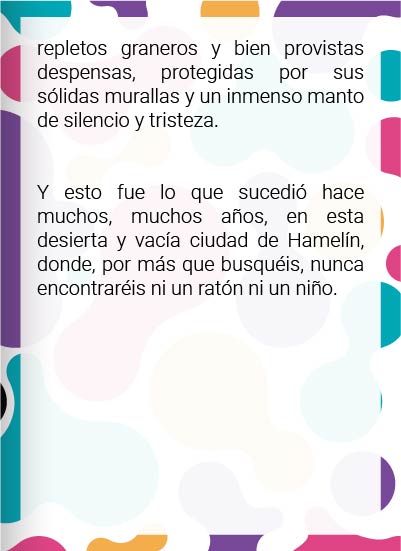 repletos graneros y bien provistas
despensas, protegidas por sus
sólidas murallas y un inmenso manto
de silencio y tristeza.
Y esto fue lo que sucedió hace
muchos, muchos años, en esta
desierta y vacía ciudad de Hamelín,
donde, por más que busquéis, nunca
encontraréis ni un ratón ni un niño.